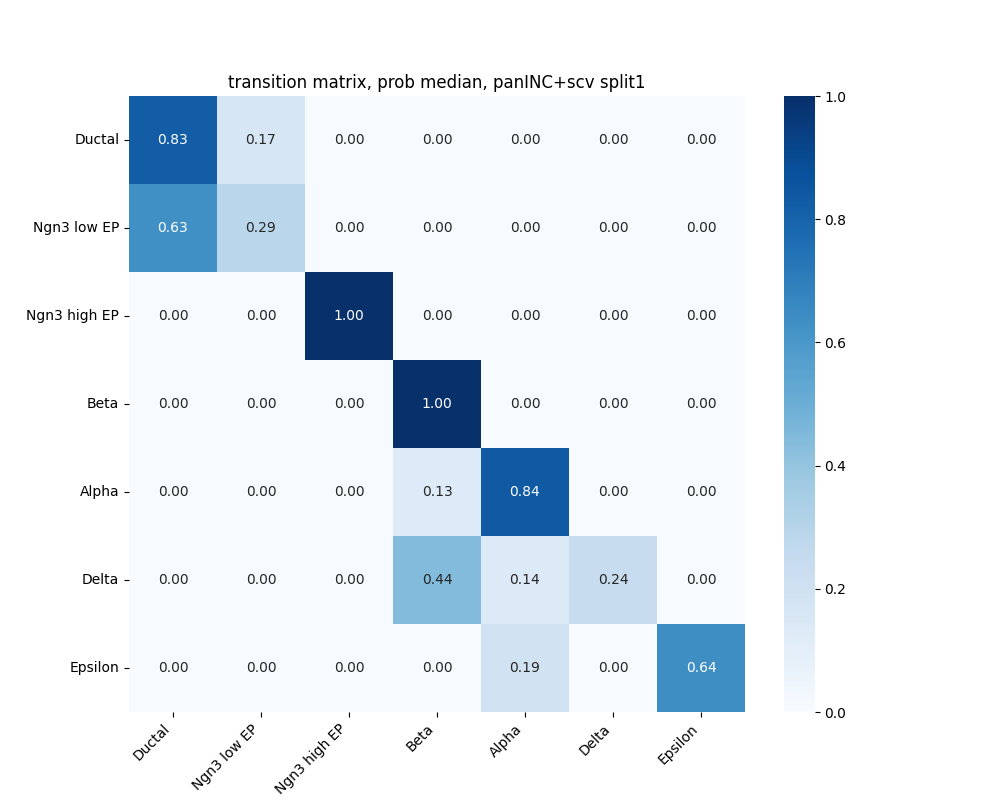 transition matrix, prob median, panINC+scv split1
Ductal 0.83 0.17 0.00 0.00 0.00 0.00 0.00
Ngn3 low EP 0.63 0.29 0.00 0.00 0.00 0.00 0.00
Ngn3 high EP 0.00 0.00 1.00 0.00 0.00 0.00 0.00
Beta 0.00 0.00 0.00 1.00 0.00 0.00 0.00
Alpha 0.00 0.00 0.00 0.13 0.84 0.00 0.00
Delta 0.00 0.00 0.00 0.44 0.14 0.24 0.00
Epsilon 0.00 0.00 0.00 0.00 0.19 0.00 0.64
Ductal Ngn3 low EP Ngn3 high EP Beta Alpha Delta Epsilon
1.0
0.8
0.6
0.4
0.2
0.0